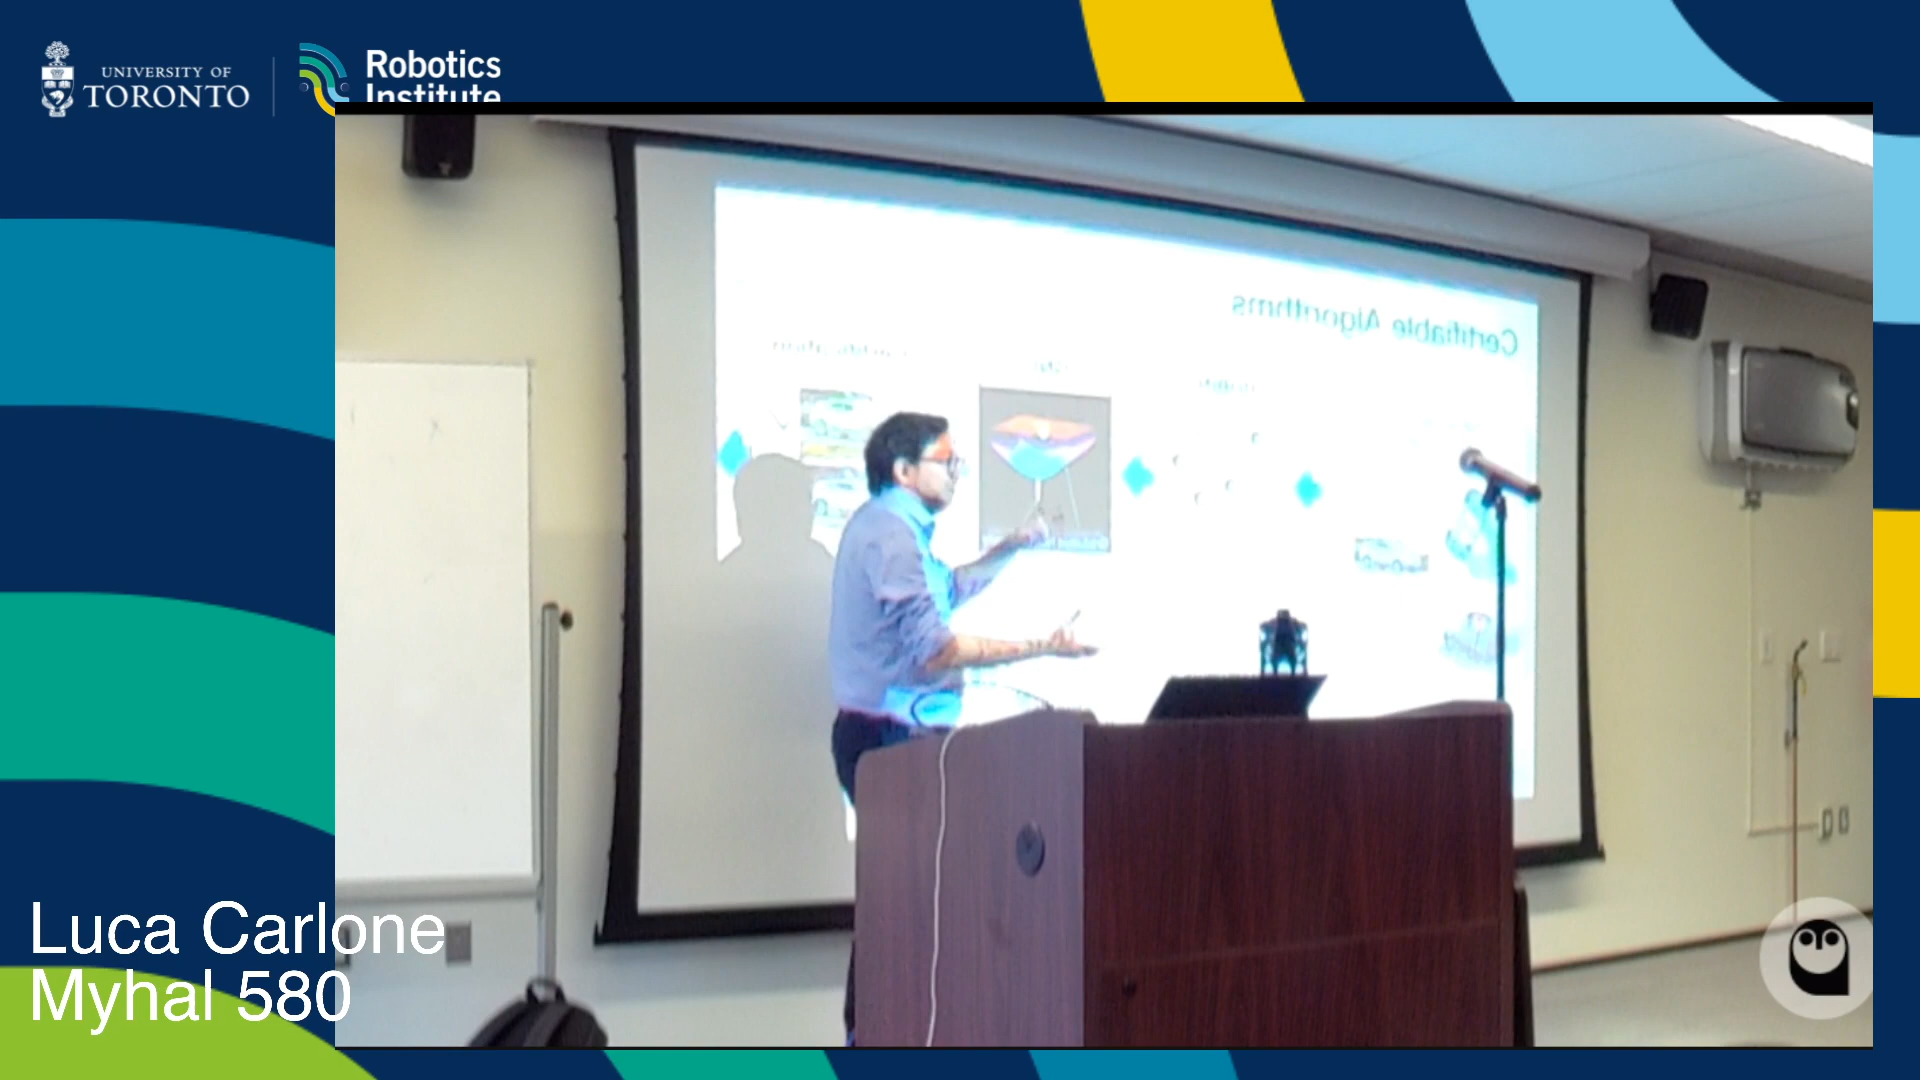 UNIVERSITY OF
TORONTO
Robotics
Institute
Certifiable Algorithms
Luca Carlone
Myhal 580